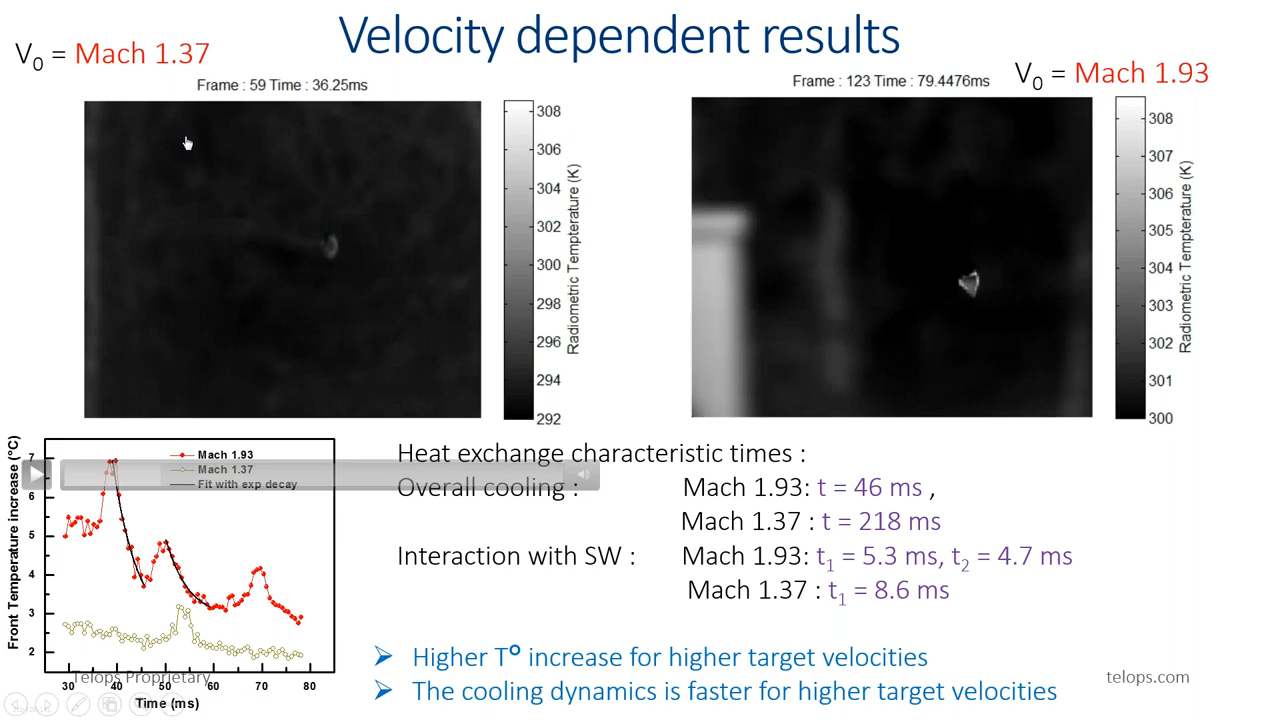 Velocity dependent results
V0 = Mach 1.37
V0 = Mach 1.93
Frame : 59 Time : 36.25ms
Frame : 123 Time : 79.4476ms
308
306
304
302
300
298
296
294
292
Radiometric Tempterature (K)
308
307
306
305
304
303
302
301
300
Radiometric Tempterature (K)
Front Temperature increase (°C)
7
6
5
4
3
2
Mach 1.93
Mach 1.37
Fit with exp decay
30 40 50 60 70 80
Time (ms)
Heat exchange characteristic times :
Overall cooling : Mach 1.93: t = 46 ms ,
Mach 1.37 : t = 218 ms
Interaction with SW : Mach 1.93: t1 = 5.3 ms, t2 = 4.7 ms
Mach 1.37 : t1 = 8.6 ms
Higher T° increase for higher target velocities
The cooling dynamics is faster for higher target velocities
Telops Proprietary
telops.com